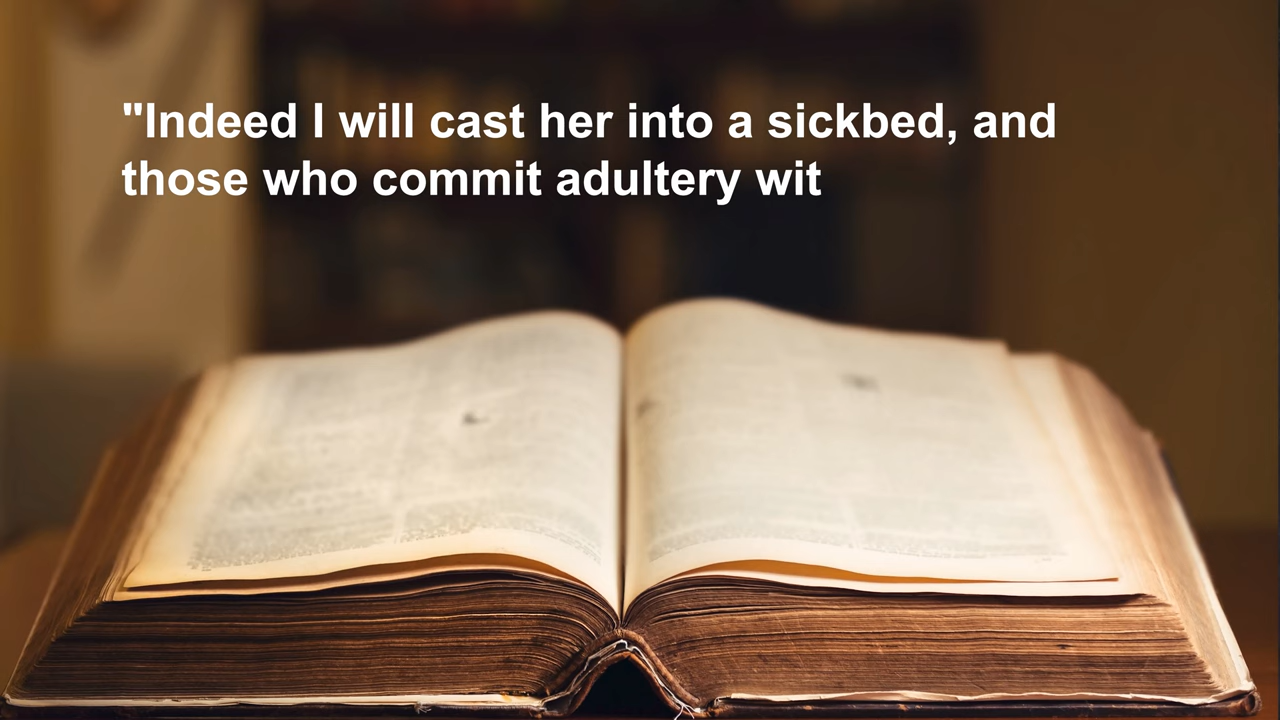 "Indeed I will cast her into a sickbed, and
those who commit adultery wit